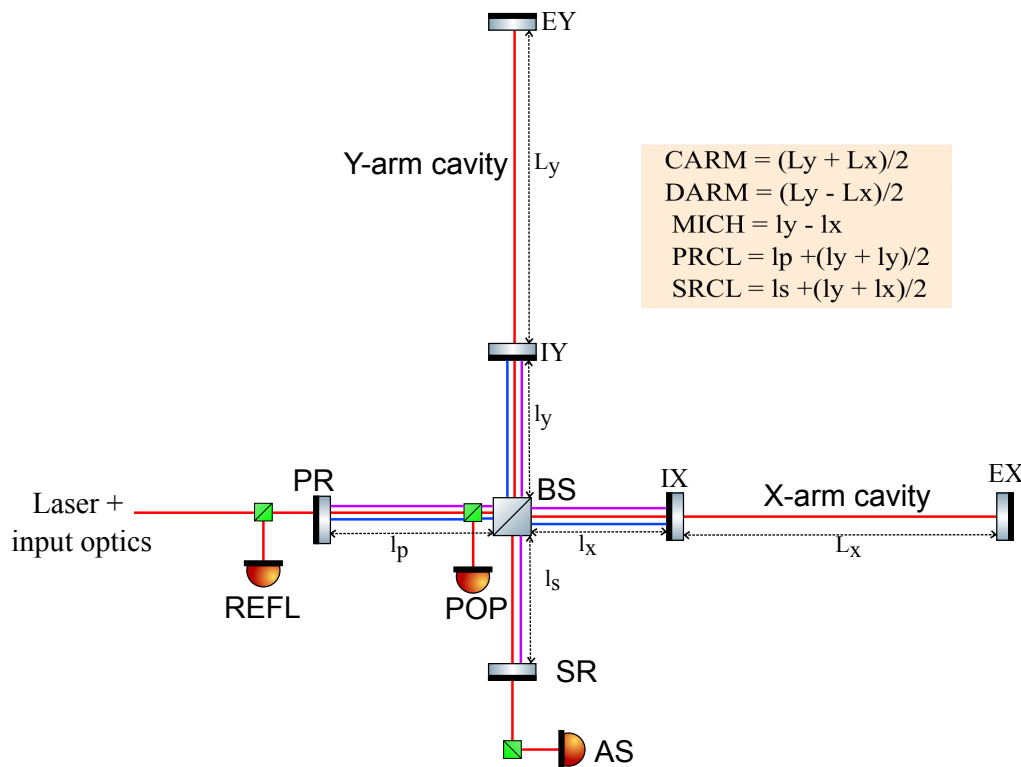 EY
Y-arm cavity
Ly
CARM = (Ly + Lx)/2
DARM = (Ly - Lx)/2
MICH = ly - lx
PRCL = lp +(ly + ly)/2
SRCL = ls +(ly + lx)/2
IY
ly
PR
BS
IX
EX
Laser +
input optics
X-arm cavity
lp
lx
Lx
ls
REFL
POP
SR
AS